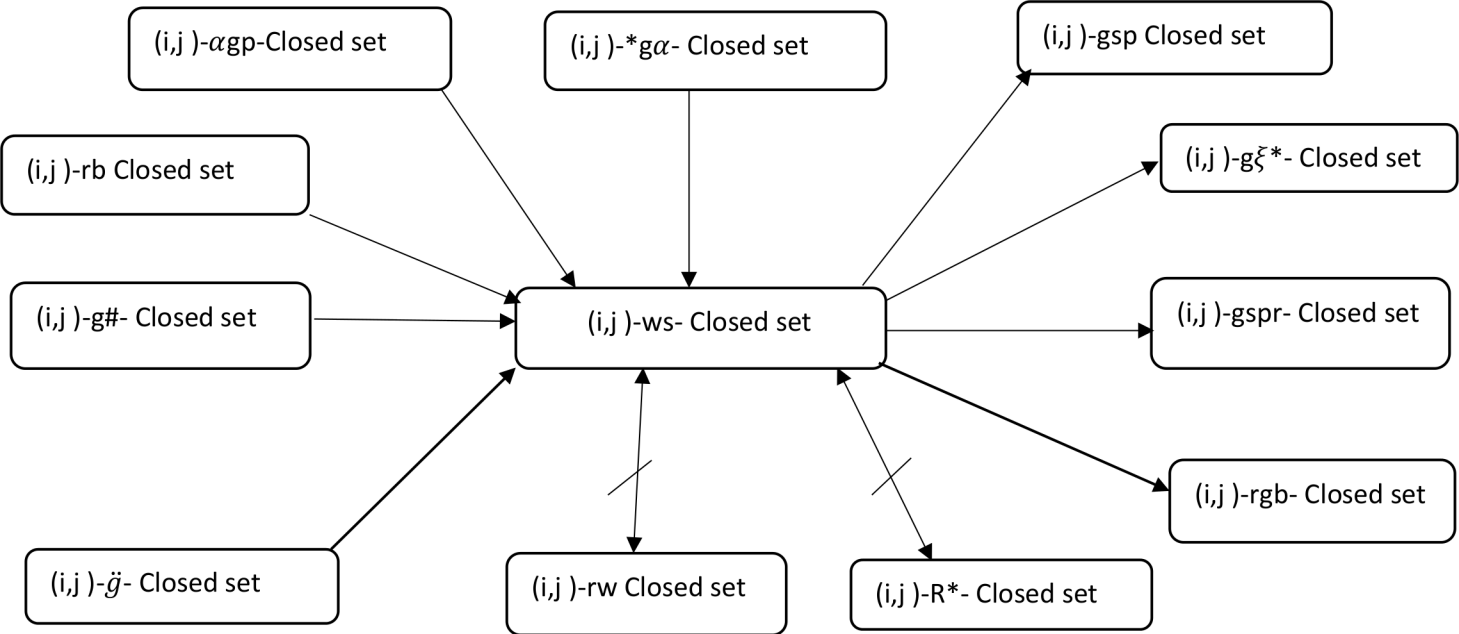 (i,j )-𝛼gp-Closed set
(i,j )-*g𝛼- Closed set
(i,j )-gsp Closed set
(i,j )-rb Closed set
(i,j )-g𝜉*- Closed set
(i,j )-g#- Closed set
(i,j )-ws- Closed set
(i,j )-gspr- Closed set
(i,j )-rgb- Closed set
(i,j )-g̈- Closed set
(i,j )-rw Closed set
(i,j )-R*- Closed set